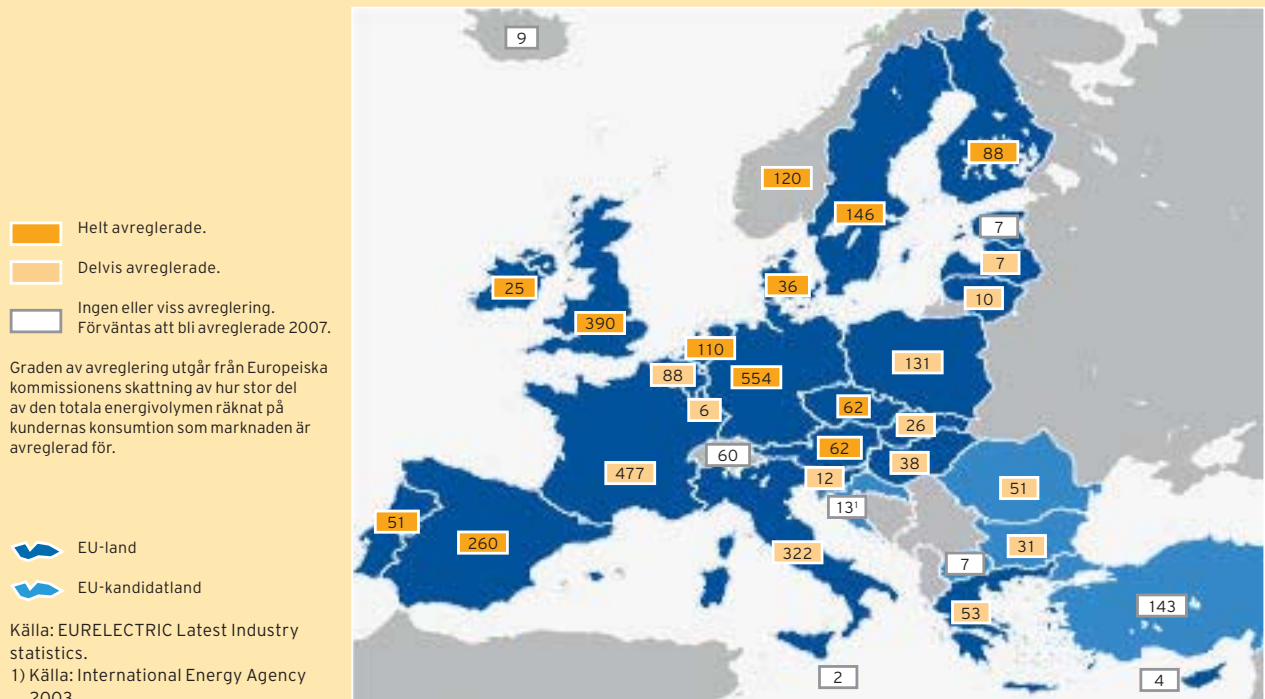 Helt avreglerade.
Delvis avreglerade.
Ingen eller viss avreglering.
Förväntas att bli avreglerade 2007.
Graden av avreglering utgår från Europeiska
kommissionens skattning av hur stor del
av den totala energivolymen räknat på
kundernas konsumtion som marknaden är
avreglerad för.
EU-land
EU-kandidatland
Källa: EURELECTRIC Latest Industry
statistics.
1) Källa: International Energy Agency
2003
9
88
120
146
7
7
10
25
36
390
110
88
554
131
6
62
26
62
60
38
12
477
51
13¹
51
260
31
322
7
53
143
2
4